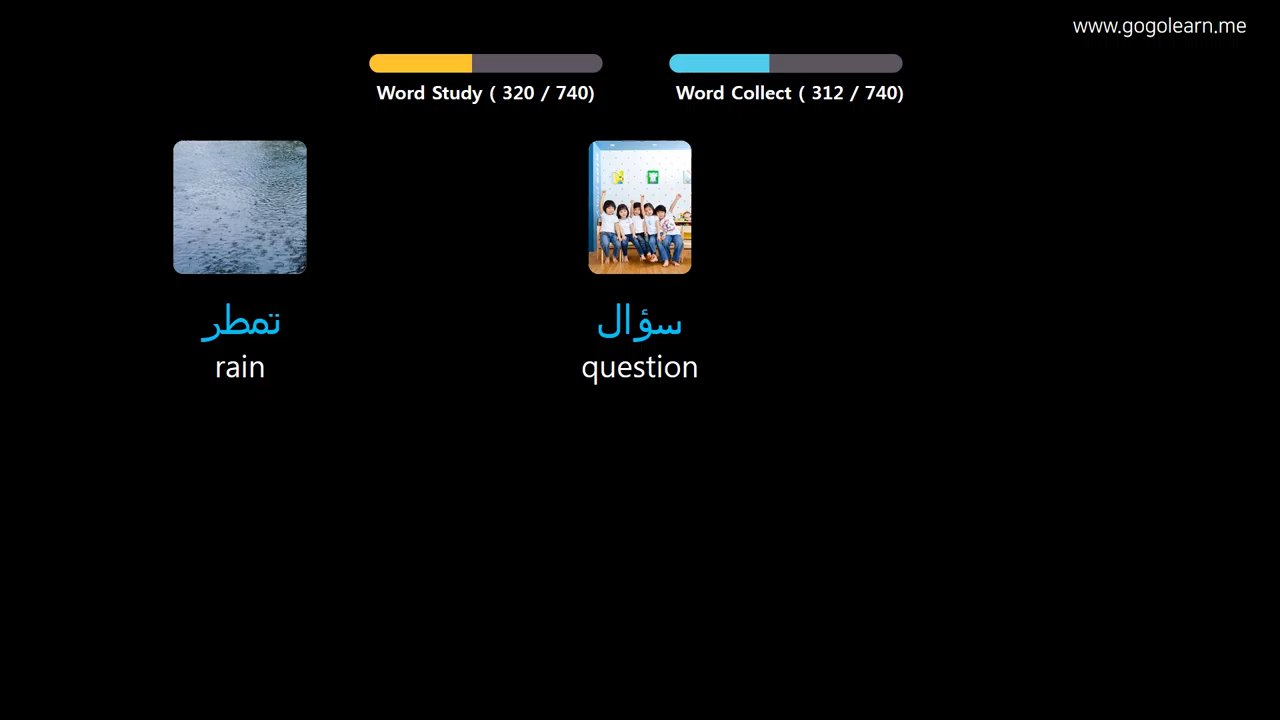 www.gogolearn.me
Word Study ( 320 / 740)
Word Collect ( 312 / 740)
تمطر
rain
سؤال
question